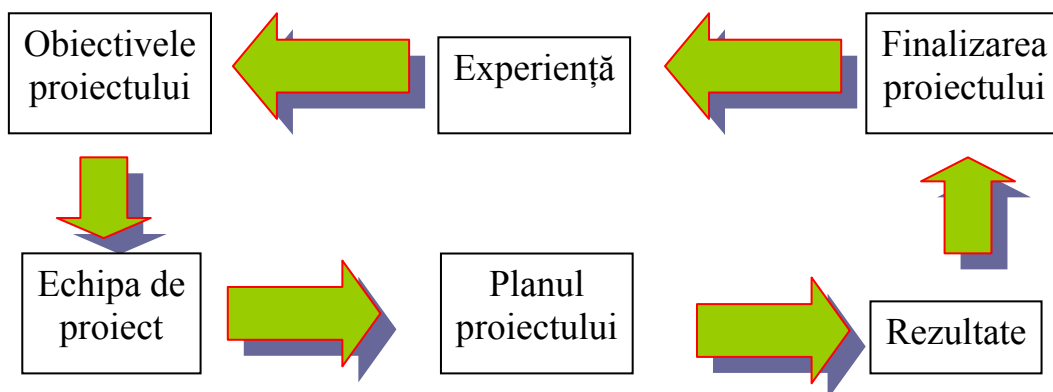 Obiectivele
proiectului
Experiență
Finalizarea
proiectului
Echipa de
proiect
Planul
proiectului
Rezultate